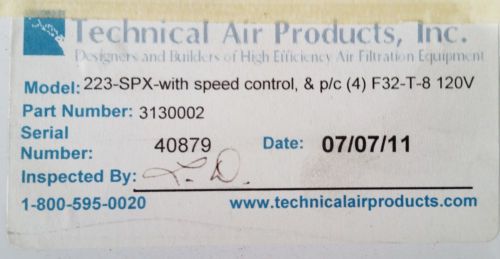 Technical Air Products, Inc.
Designers and Builders of High Efficiency Air Filtration Equipment
Model: 223-SPX-with speed control, & p/c (4) F32-T-8 120V
Part Number: 3130002
Serial Number: 40879 Date: 07/07/11
Inspected By: L. D.
1-800-595-0020 www.technicalairproducts.com